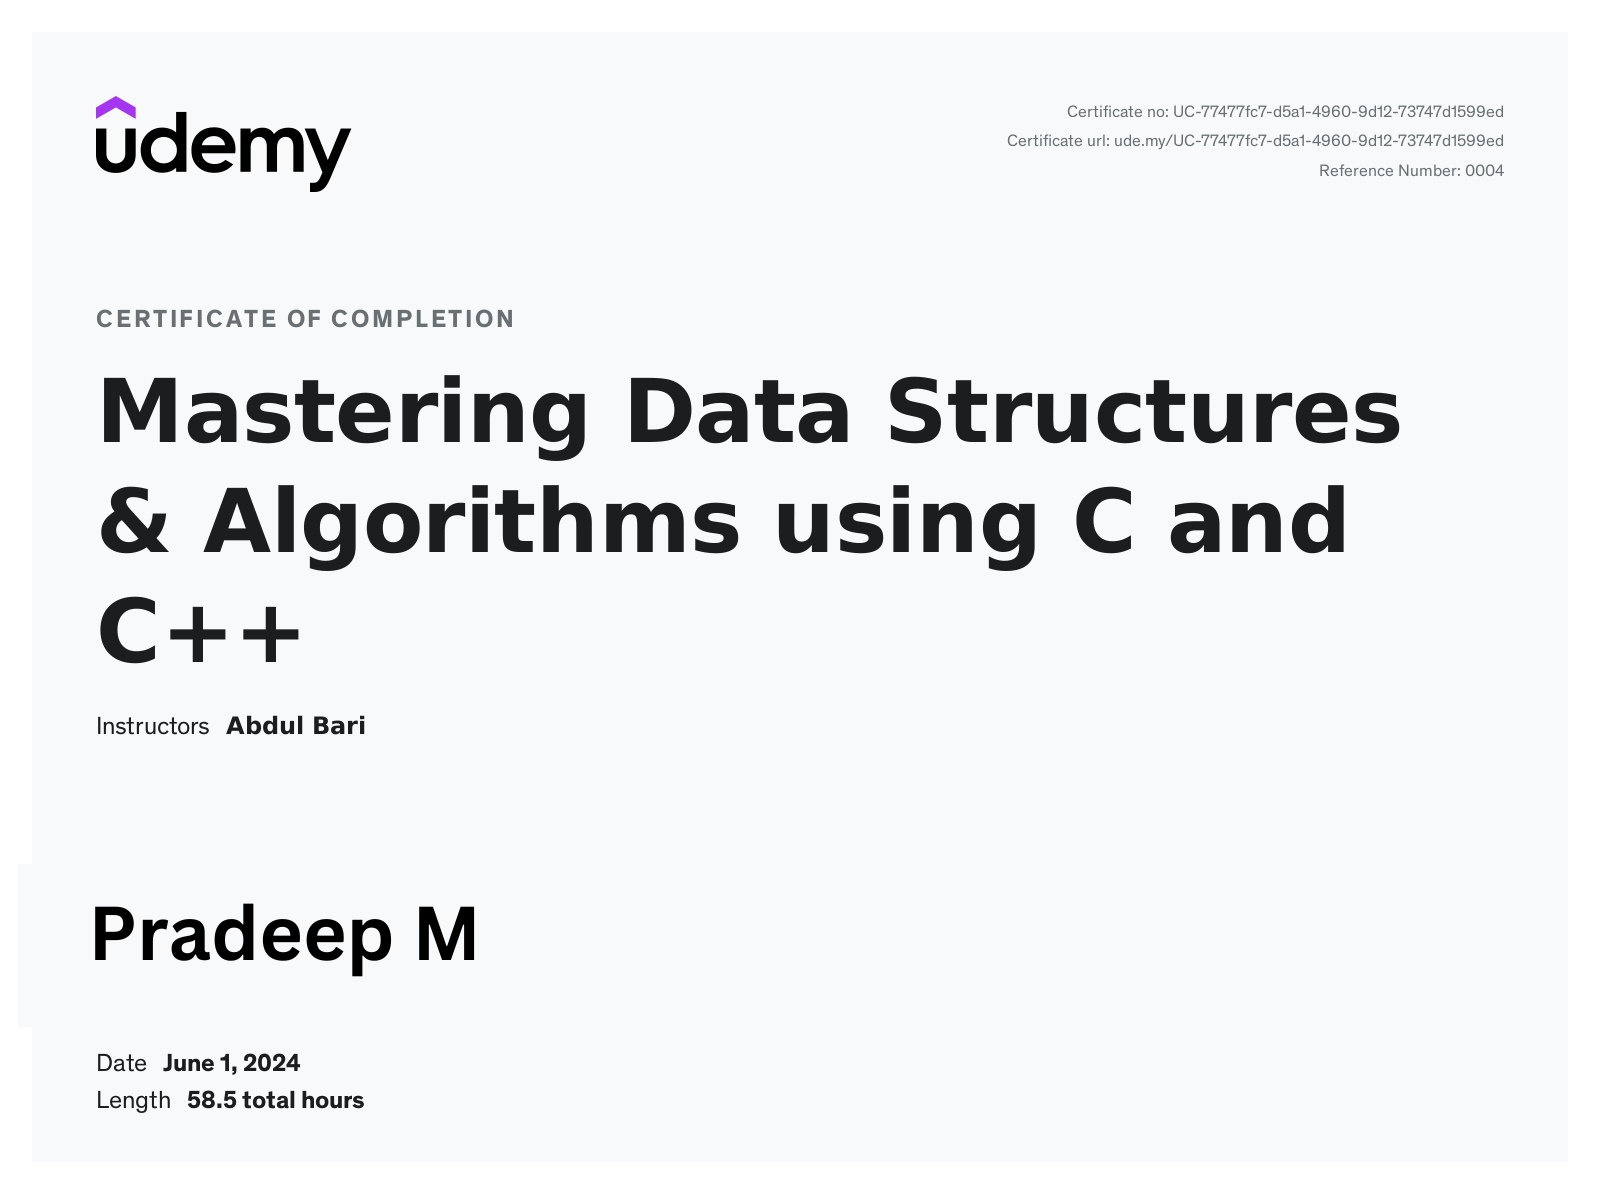 udemy
Certificate no: UC-77477fc7-d5a1-4960-9d12-73747d1599ed
Certificate url: ude.my/UC-77477fc7-d5a1-4960-9d12-73747d1599ed
Reference Number: 0004
CERTIFICATE OF COMPLETION
Mastering Data Structures
& Algorithms using C and
C++
Instructors Abdul Bari
Pradeep M
Date June 1, 2024
Length 58.5 total hours